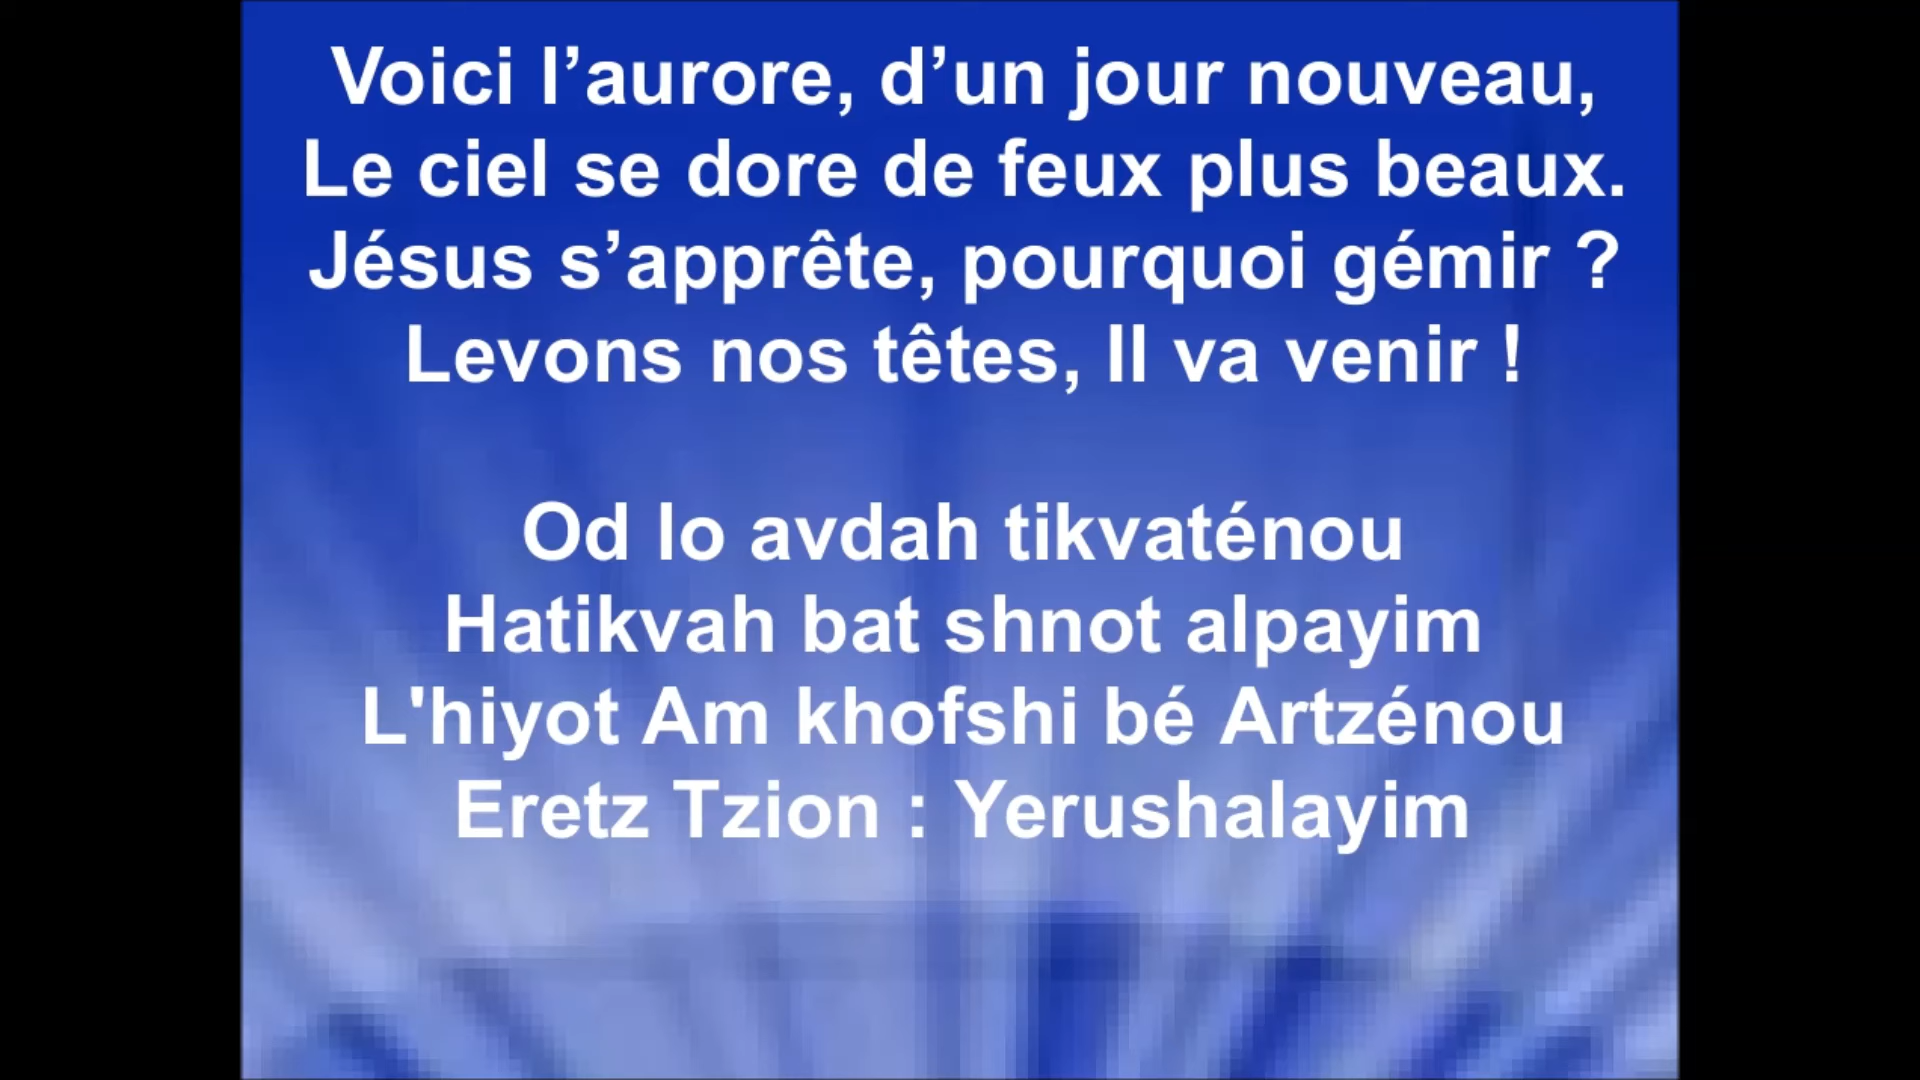 Voici l’aurore, d’un jour nouveau,
Le ciel se dore de feux plus beaux.
Jésus s’apprête, pourquoi gémir ?
Levons nos têtes, Il va venir !
Od lo avdah tikvaténou
Hatikvah bat shnot alpayim
L'hiyot Am khofshi bé Artzénou
Eretz Tzion : Yerushalayim